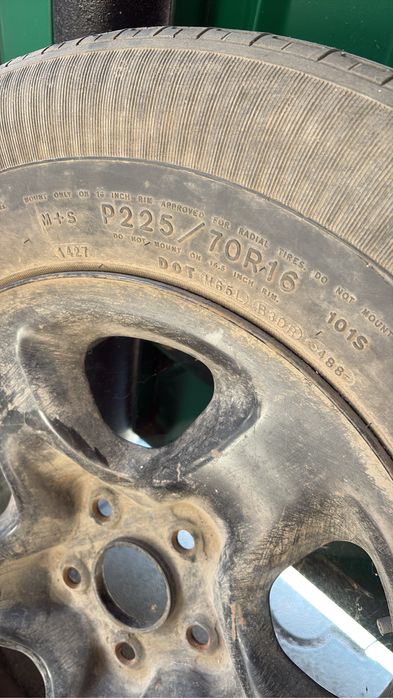 MOUNT ONLY ON 16 INCH RIM APPROVED FOR RADIAL TIRES. DO NOT MOUNT
M+S P225/70R16 101S
DO NOT MOUNT ON 16.5 INCH RIM.
1427
DOT
488